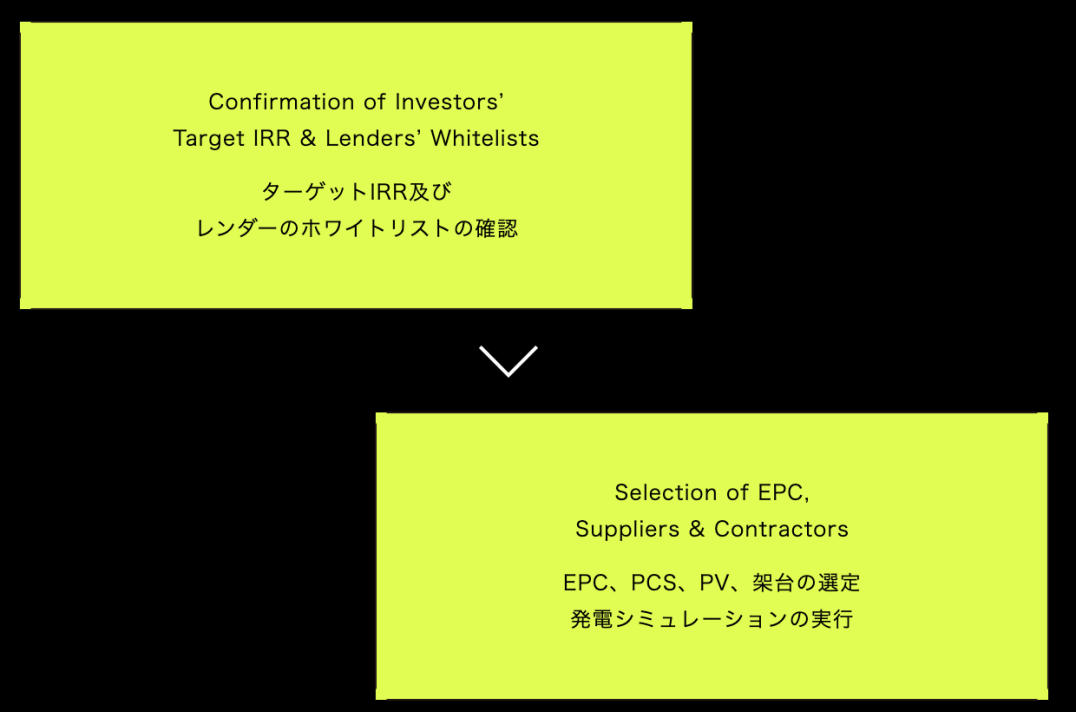 Confirmation of Investors’
Target IRR & Lenders’ Whitelists
ターゲットIRR及び
レンダーのホワイトリストの確認
Selection of EPC,
Suppliers & Contractors
EPC、PCS、PV、架台の選定
発電シミュレーションの実行